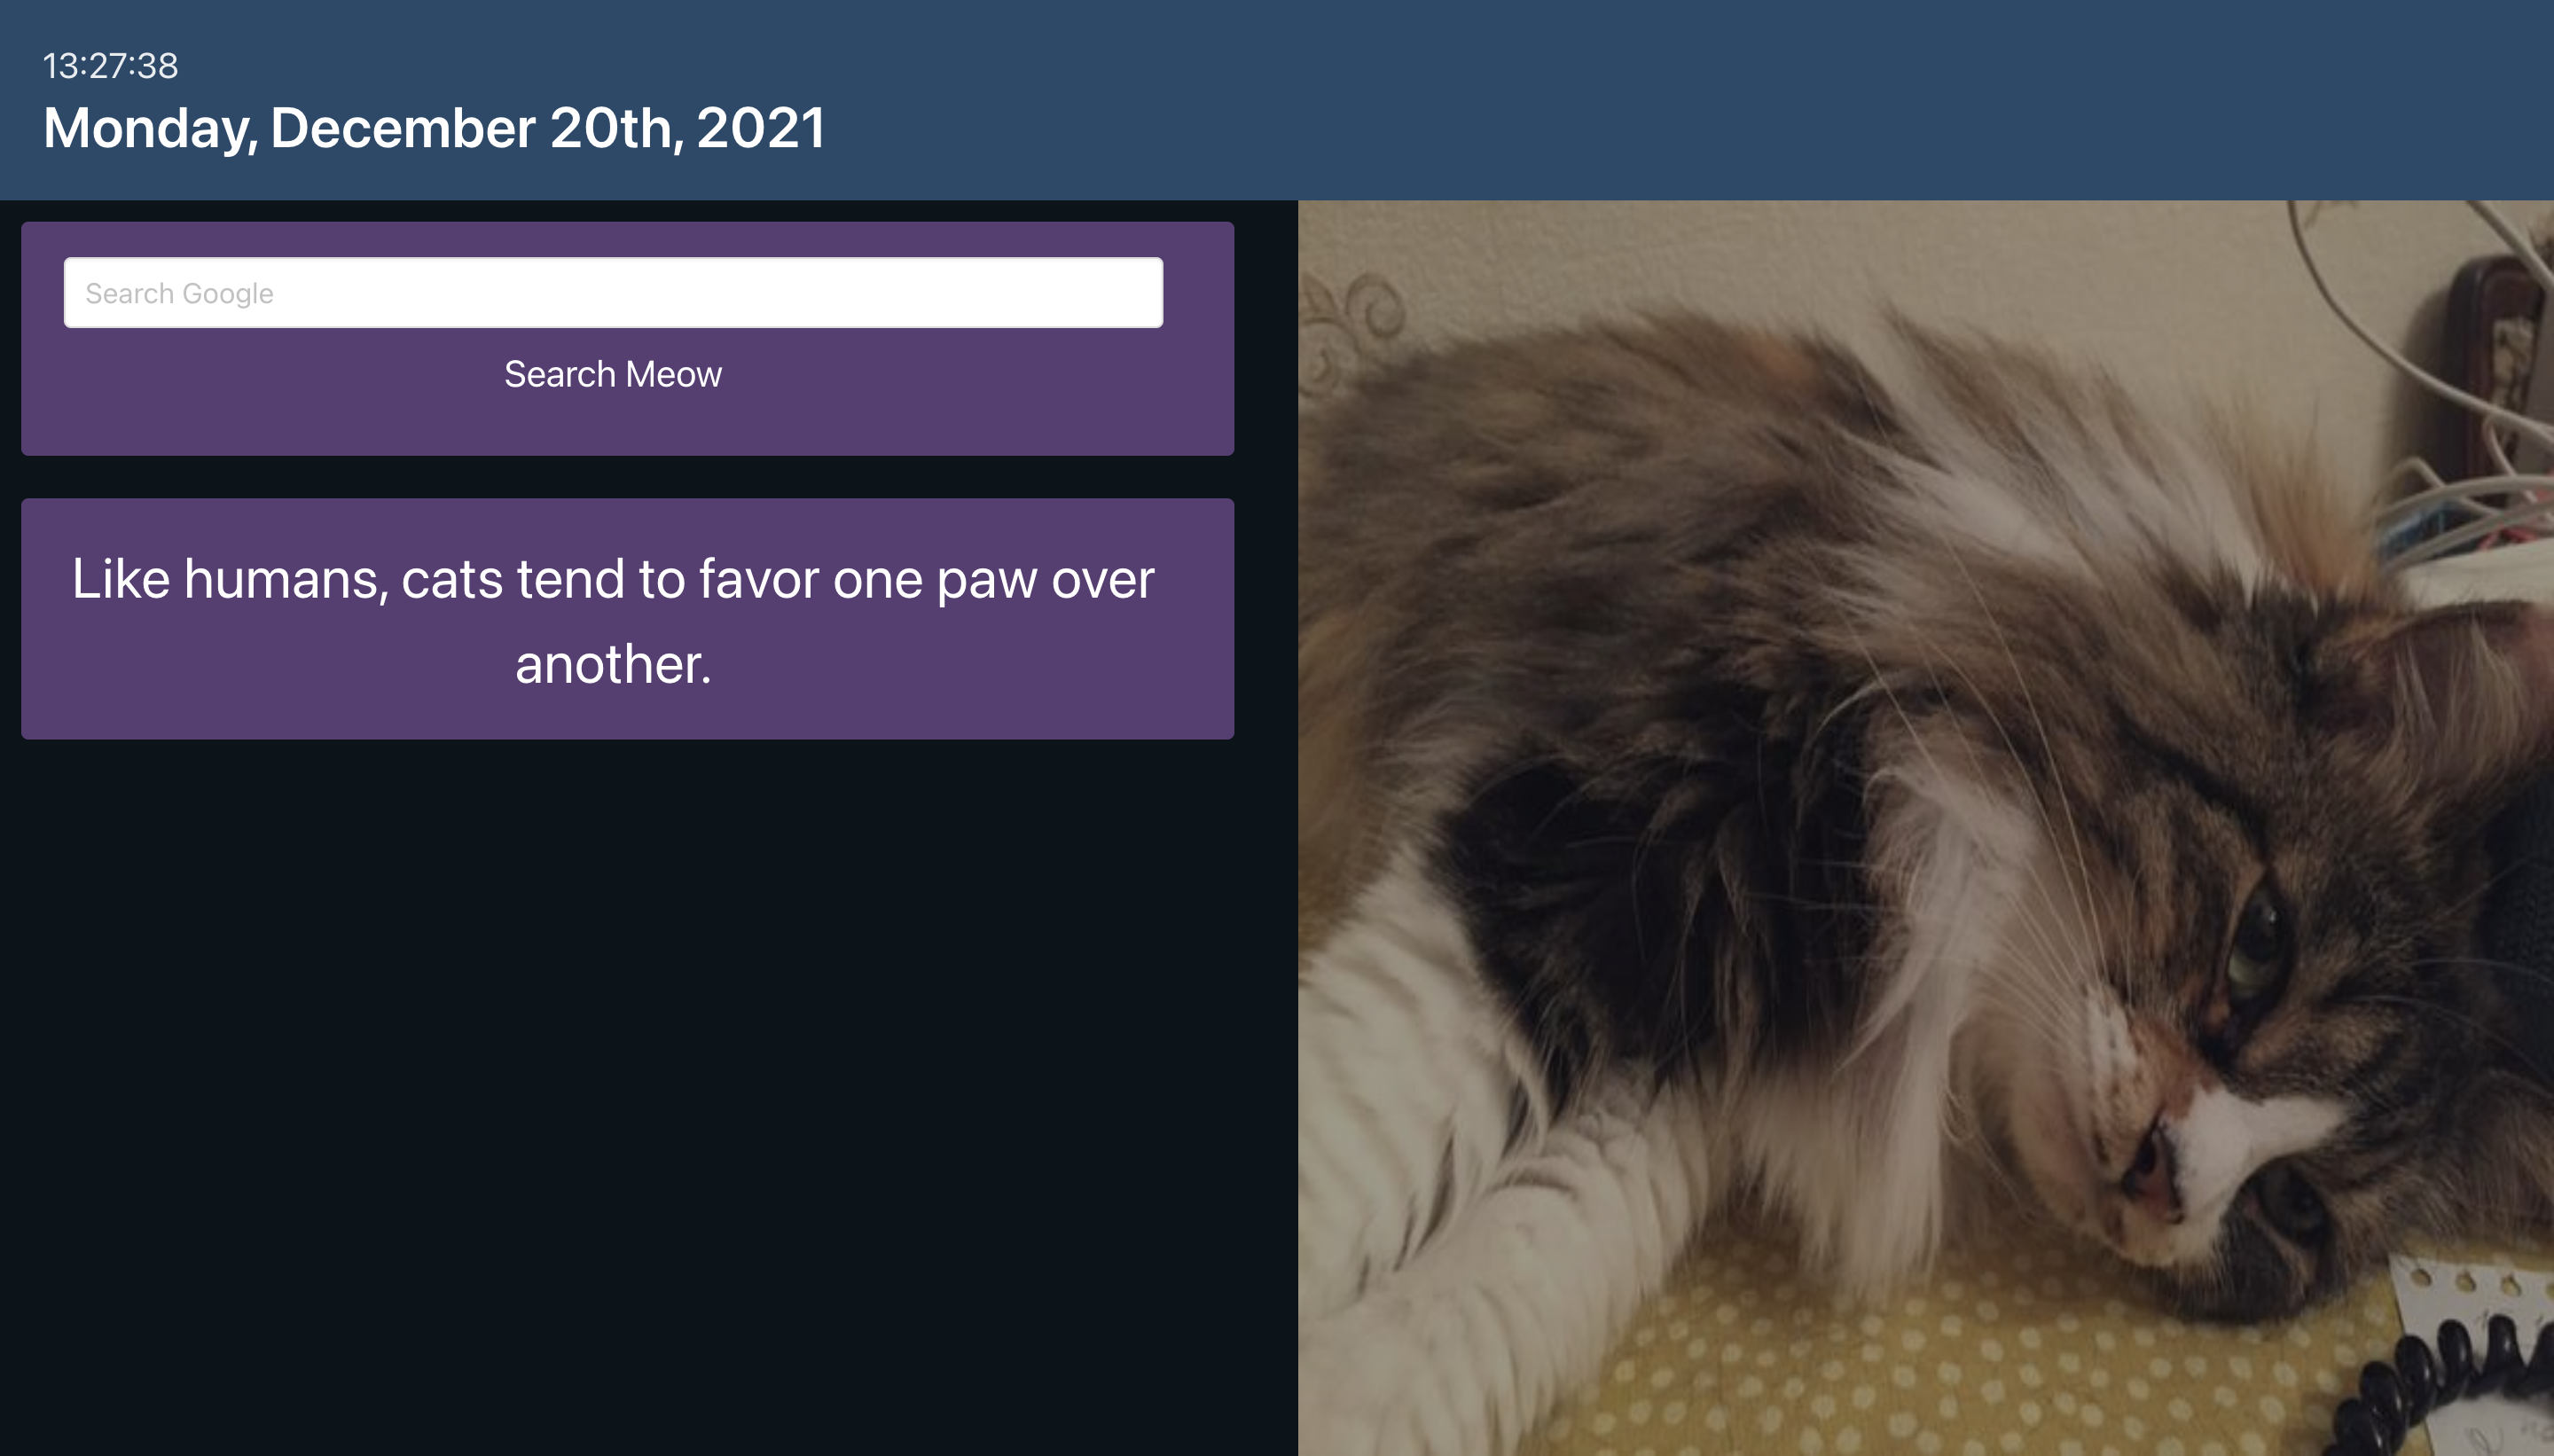 13:27:38
Monday, December 20th, 2021
Search Google
Search Meow
Like humans, cats tend to favor one paw over
another.